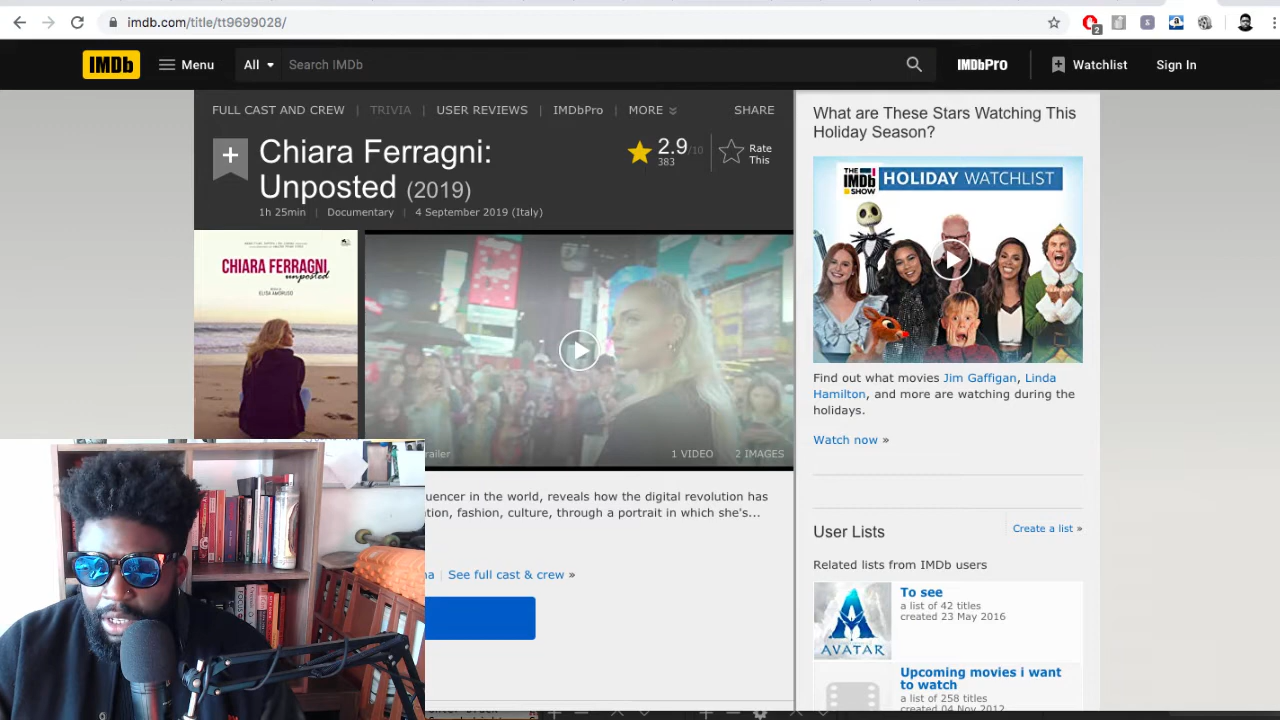 imdb.com/title/tt9699028/
2
IMDb
Menu
All
Search IMDb
IMDbPro
Watchlist
Sign In
FULL CAST AND CREW | TRIVIA | USER REVIEWS | IMDbPro | MORE
SHARE
Chiara Ferragni:
Unposted (2019)
2.9/10
383
Rate
This
1h 25min | Documentary | 4 September 2019 (Italy)
CHIARA FERRAGNI
unposted
ELISA AMORUSO
1 VIDEO
2 IMAGES
in the world, reveals how the digital revolution has
fashion, culture, through a portrait in which she's...
See full cast & crew »
What are These Stars Watching This
Holiday Season?
THE
IMDb
SHOW
HOLIDAY WATCHLIST
Find out what movies Jim Gaffigan, Linda
Hamilton, and more are watching during the
holidays.
Watch now »
User Lists
Create a list »
Related lists from IMDb users
AVATAR
To see
a list of 42 titles
created 23 May 2016
Upcoming movies i want
to watch
a list of 258 titles
created 04 Nov 2012